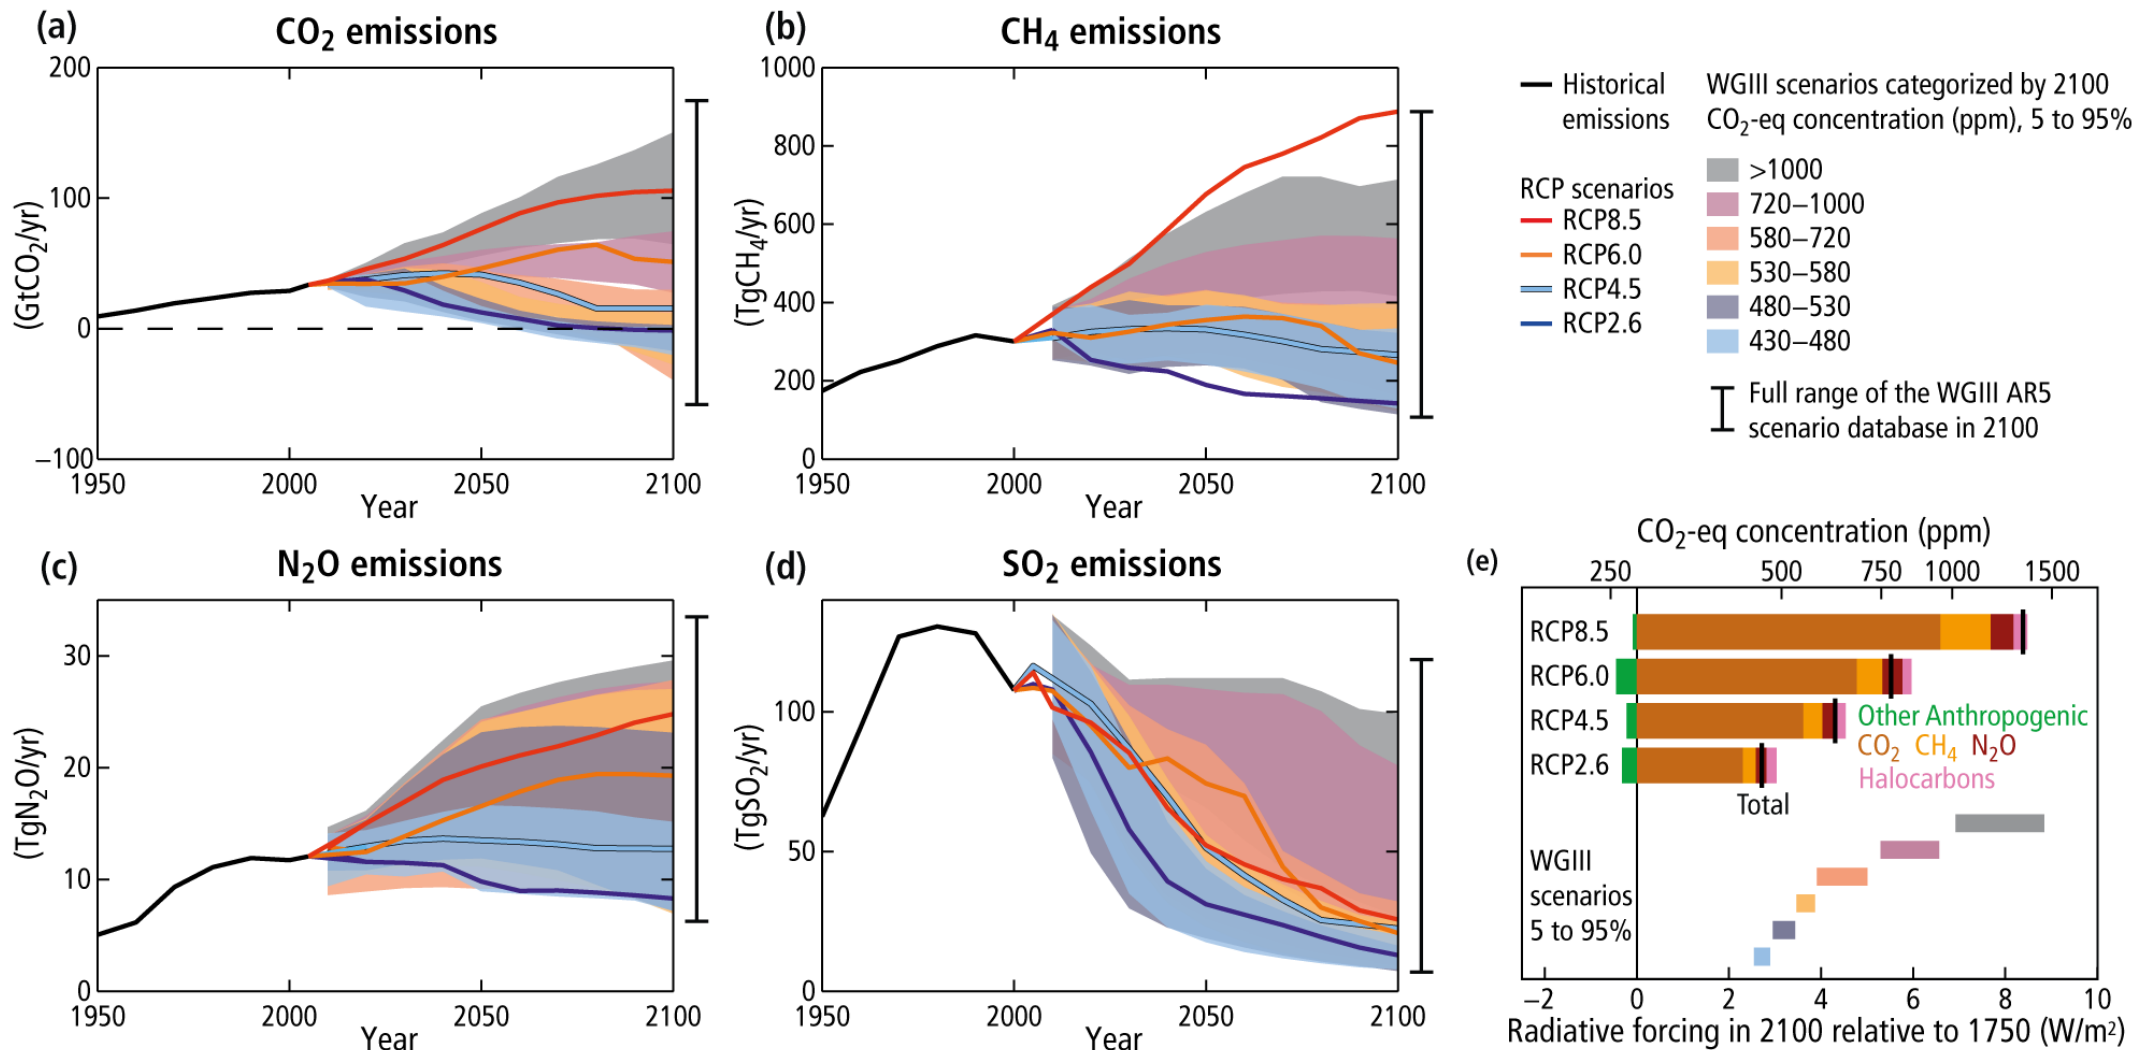 (a)
CO₂ emissions
200
100
0
−100
1950
2000
2050
2100
Year
(GtCO₂/yr)
(b)
CH₄ emissions
1000
800
600
400
200
0
1950
2000
2050
2100
Year
(TgCH₄/yr)
Historical
emissions
RCP scenarios
RCP8.5
RCP6.0
RCP4.5
RCP2.6
WGIII scenarios categorized by 2100
CO₂-eq concentration (ppm), 5 to 95%
>1000
720−1000
580−720
530−580
480−530
430−480
Full range of the WGIII AR5
scenario database in 2100
(c)
N₂O emissions
30
20
10
0
1950
2000
2050
2100
Year
(TgN₂O/yr)
(d)
SO₂ emissions
100
50
0
1950
2000
2050
2100
Year
(TgSO₂/yr)
(e)
CO₂-eq concentration (ppm)
250 500 750 1000 1500
RCP8.5
RCP6.0
RCP4.5
RCP2.6
Other Anthropogenic
CO₂ CH₄ N₂O
Halocarbons
Total
WGIII
scenarios
5 to 95%
−2 0 2 4 6 8 10
Radiative forcing in 2100 relative to 1750 (W/m²)